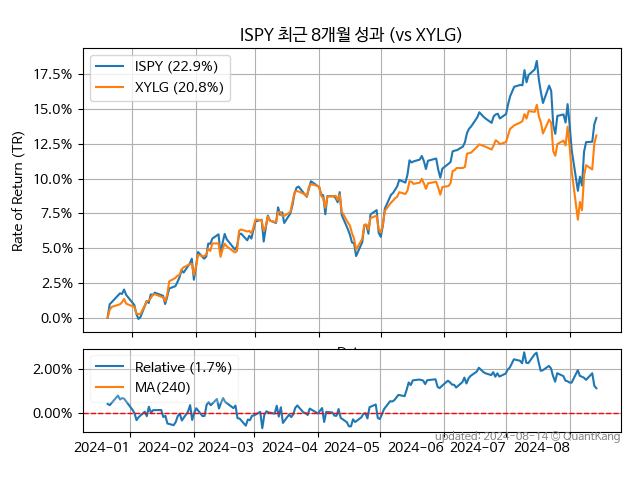 ISPY 최근 8개월 성과 (vs XYLG)
ISPY (22.9%)
XYLG (20.8%)
Rate of Return (TR)
17.5%
15.0%
12.5%
10.0%
7.5%
5.0%
2.5%
0.0%
Relative (1.7%)
MA(240)
2.00%
0.00%
2024-01
2024-02
2024-03
2024-04
2024-05
2024-06
2024-07
2024-08
updated: 2024-08-14 © QuantKang